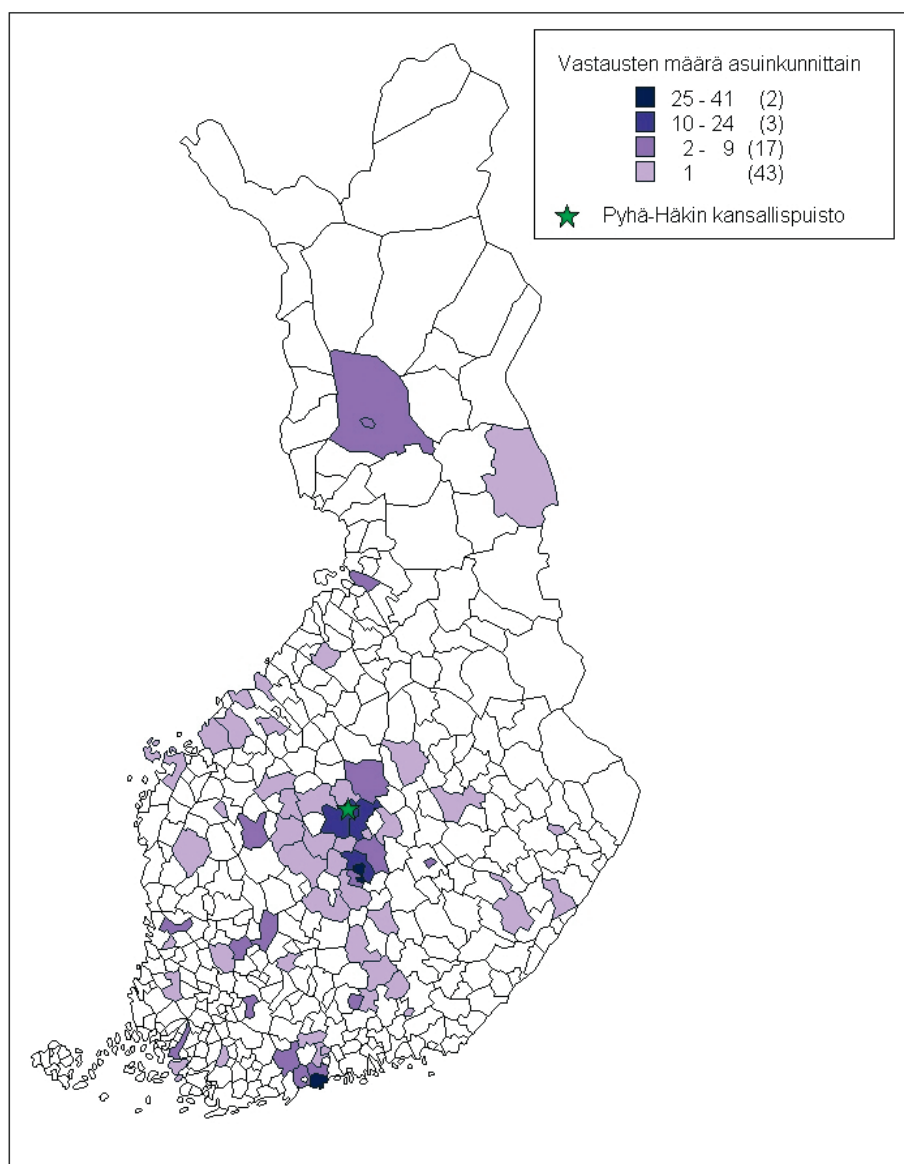 Vastausten määrä asuinkunnittain
25 - 41 (2)
10 - 24 (3)
2 - 9 (17)
1 (43)
Pyhä-Häkin kansallispuisto